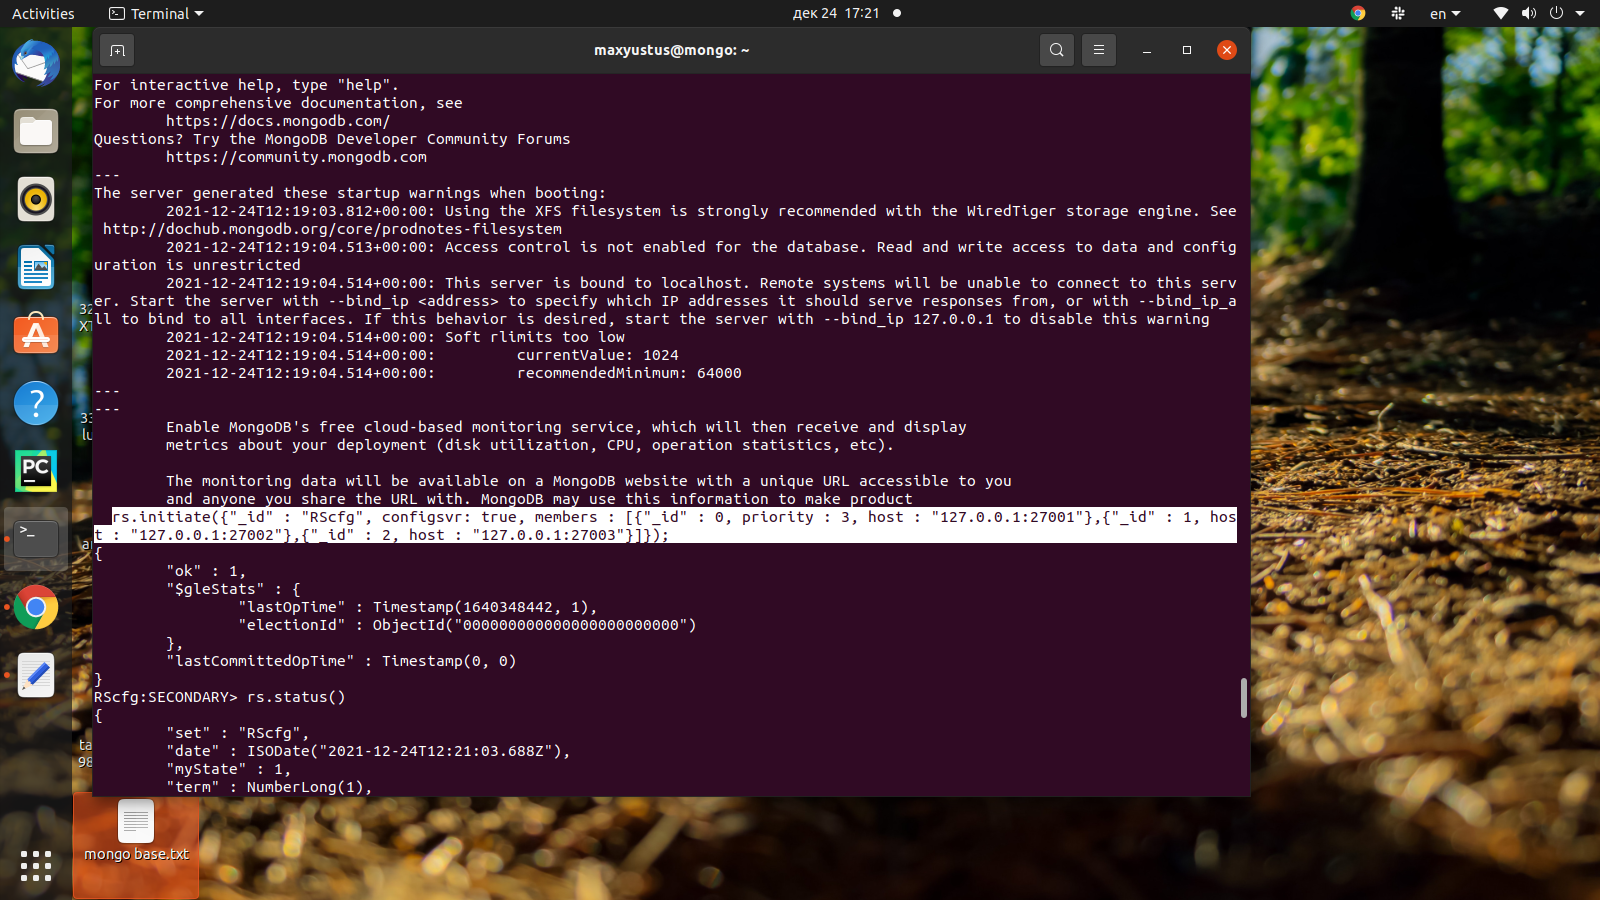 Activities
Terminal
дек 24 17:21
en
maxyustus@mongo: ~
For interactive help, type "help".
For more comprehensive documentation, see
https://docs.mongodb.com/
Questions? Try the MongoDB Developer Community Forums
https://community.mongodb.com
---
The server generated these startup warnings when booting:
2021-12-24T12:19:03.812+00:00: Using the XFS filesystem is strongly recommended with the WiredTiger storage engine. See
http://dochub.mongodb.org/core/prodnotes-filesystem
2021-12-24T12:19:04.513+00:00: Access control is not enabled for the database. Read and write access to data and config
uration is unrestricted
2021-12-24T12:19:04.514+00:00: This server is bound to localhost. Remote systems will be unable to connect to this serv
er. Start the server with --bind_ip <address> to specify which IP addresses it should serve responses from, or with --bind_ip_a
ll to bind to all interfaces. If this behavior is desired, start the server with --bind_ip 127.0.0.1 to disable this warning
2021-12-24T12:19:04.514+00:00: Soft rlimits too low
2021-12-24T12:19:04.514+00:00:         currentValue: 1024
2021-12-24T12:19:04.514+00:00:         recommendedMinimum: 64000
---
---
Enable MongoDB's free cloud-based monitoring service, which will then receive and display
metrics about your deployment (disk utilization, CPU, operation statistics, etc).
The monitoring data will be available on a MongoDB website with a unique URL accessible to you
and anyone you share the URL with. MongoDB may use this information to make product
rs.initiate({"_id" : "RScfg", configsvr: true, members : [{"_id" : 0, priority : 3, host : "127.0.0.1:27001"},{"_id" : 1, hos
t : "127.0.0.1:27002"},{"_id" : 2, host : "127.0.0.1:27003"}]});
{
"ok" : 1,
"$gleStats" : {
"lastOpTime" : Timestamp(1640348442, 1),
"electionId" : ObjectId("000000000000000000000000")
},
"lastCommittedOpTime" : Timestamp(0, 0)
}
RScfg:SECONDARY> rs.status()
{
"set" : "RScfg",
"date" : ISODate("2021-12-24T12:21:03.688Z"),
"myState" : 1,
"term" : NumberLong(1),
PC
mongo base.txt